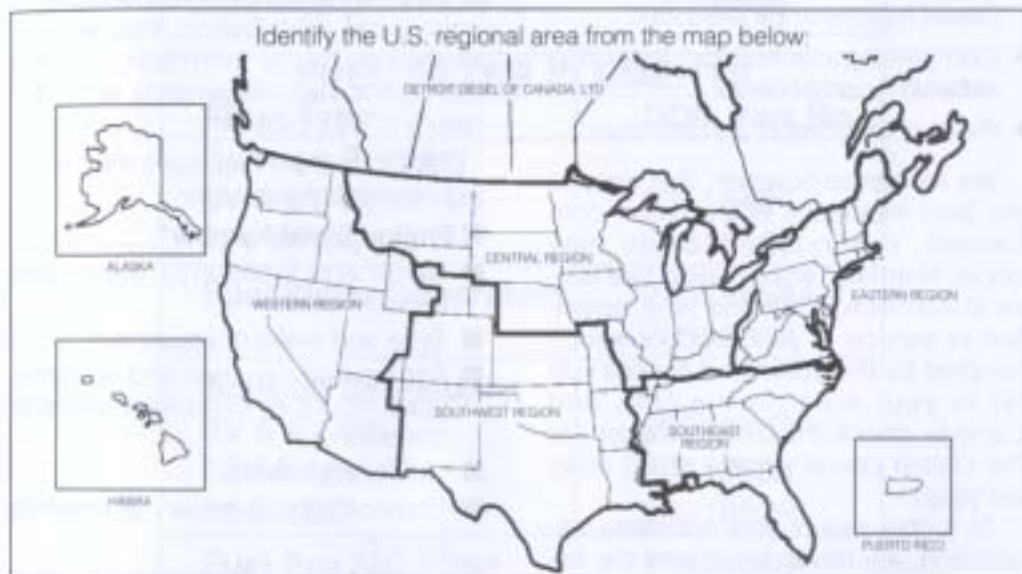 Identify the U.S. regional area from the map below:
DETROIT DIESEL OF CANADA, LTD
ALASKA
CENTRAL REGION
WESTERN REGION
EASTERN REGION
SOUTHWEST REGION
SOUTHEAST
REGION
HAWAII
PUERTO RICO